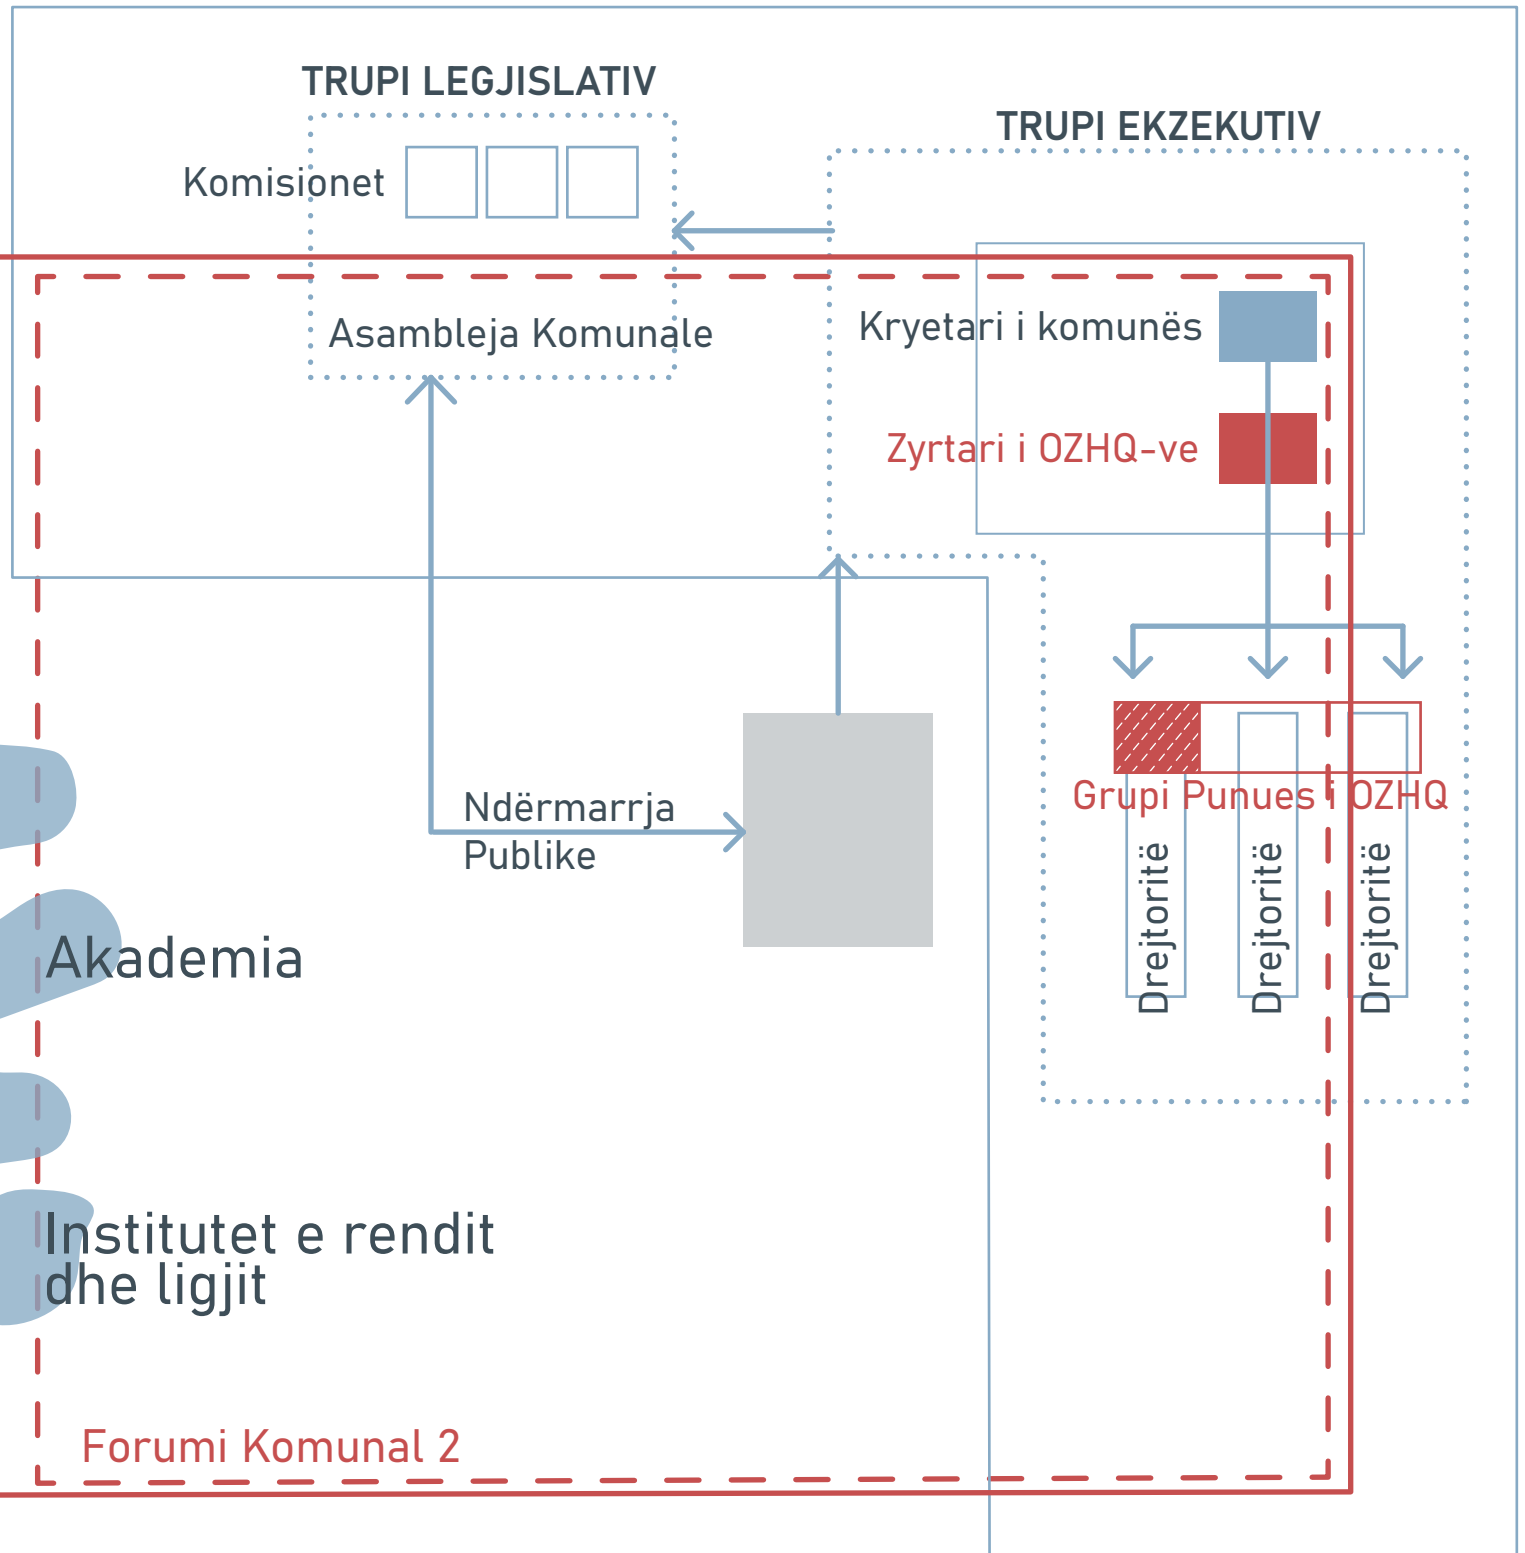 TRUPI LEGJISLATIV
TRUPI EKZEKUTIV
Komisionet
Asambleja Komunale
Kryetari i komunës
Zyrtari i OZHQ-ve
Ndërmarrja
Publike
Grupi Punues i OZHQ
Drejtoritë
Drejtoritë
Drejtoritë
Akademia
Institutet e rendit
dhe ligjit
Forumi Komunal 2